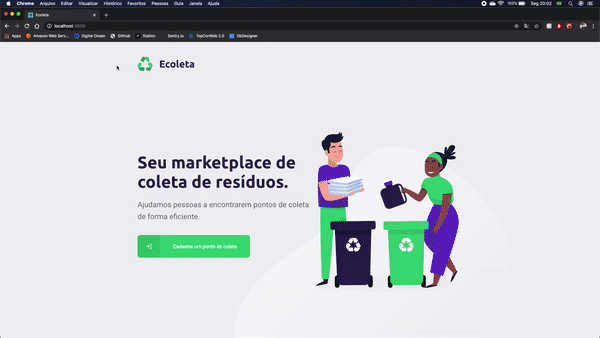 Chrome Arquivo Editar Visualizar Histórico Favoritos Pessoas Guia Janela Ajuda 100% Seg 20:02
Ecoleta
localhost:3000
Apps Amazon Web Serv... Digital Ocean GitHub Station Sentry.io TopConWeb 2.0 DbDesigner
Ecoleta
Seu marketplace de
coleta de resíduos.
Ajudamos pessoas a encontrarem pontos de coleta
de forma eficiente.
Cadastre um ponto de coleta